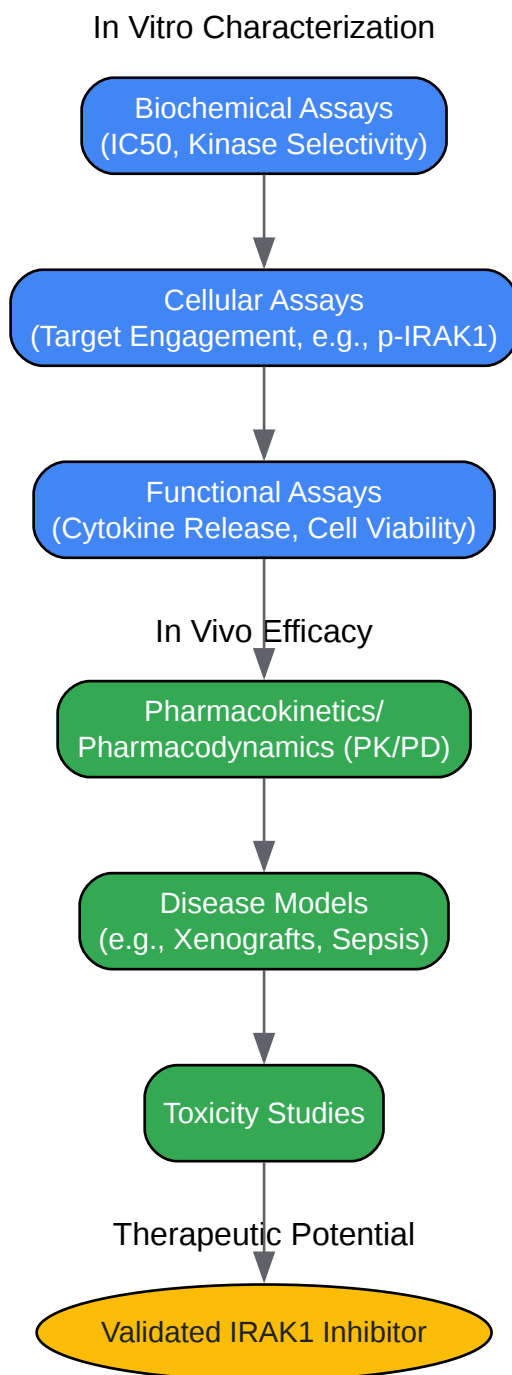 In Vitro Characterization
Biochemical Assays
(IC50, Kinase Selectivity)
Cellular Assays
(Target Engagement, e.g., p-IRAK1)
Functional Assays
(Cytokine Release, Cell Viability)
In Vivo Efficacy
Pharmacokinetics/
Pharmacodynamics (PK/PD)
Disease Models
(e.g., Xenografts, Sepsis)
Toxicity Studies
Therapeutic Potential
Validated IRAK1 Inhibitor